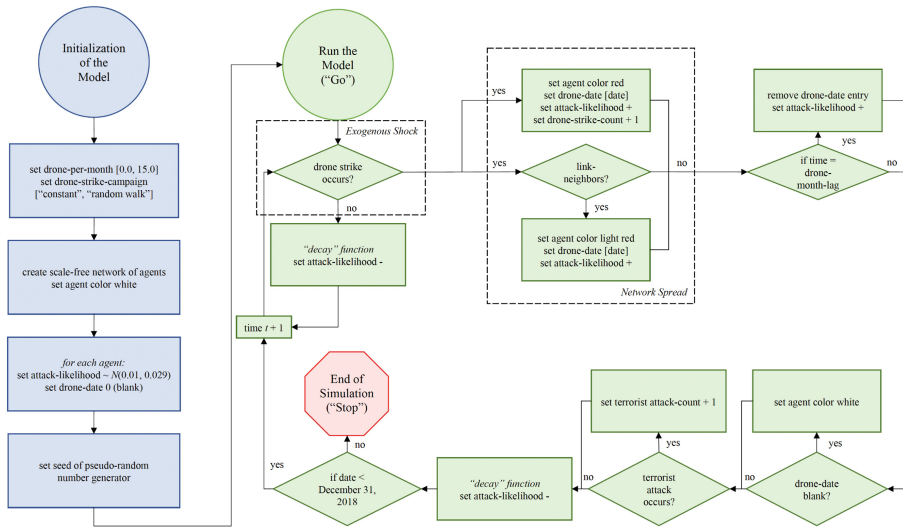 Initialization
of the
Model
set drone-per-month [0.0, 15.0]
set drone-strike-campaign
[“constant”, “random walk”]
create scale-free network of agents
set agent color white
for each agent:
set attack-likelihood ~ N(0.01, 0.029)
set drone-date 0 (blank)
set seed of pseudo-random
number generator
Run the
Model
(“Go”)
Exogenous Shock
drone strike
occurs?
yes
yes
no
“decay” function
set attack-likelihood -
time t + 1
set agent color red
set drone-date [date]
set attack-likelihood +
set drone-strike-count + 1
link-
neighbors?
no
yes
set agent color light red
set drone-date [date]
set attack-likelihood +
Network Spread
remove drone-date entry
set attack-likelihood +
yes
if time =
drone-
month-lag
no
set agent color white
yes
drone-date
blank?
no
set terrorist attack-count + 1
yes
terrorist
attack
occurs?
no
“decay” function
set attack-likelihood -
if date <
December 31,
2018
yes
no
End of
Simulation
(“Stop”)